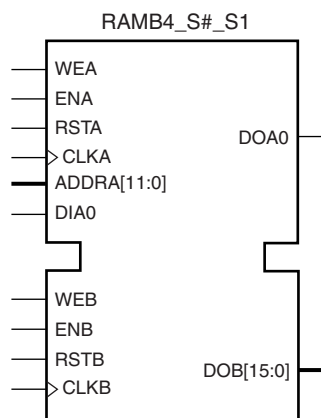 RAMB4_S#_S1
WEA
ENA
RSTA
CLKA
ADDRA[11:0]
DIA0
DOA0
WEB
ENB
RSTB
CLKB
DOB[15:0]